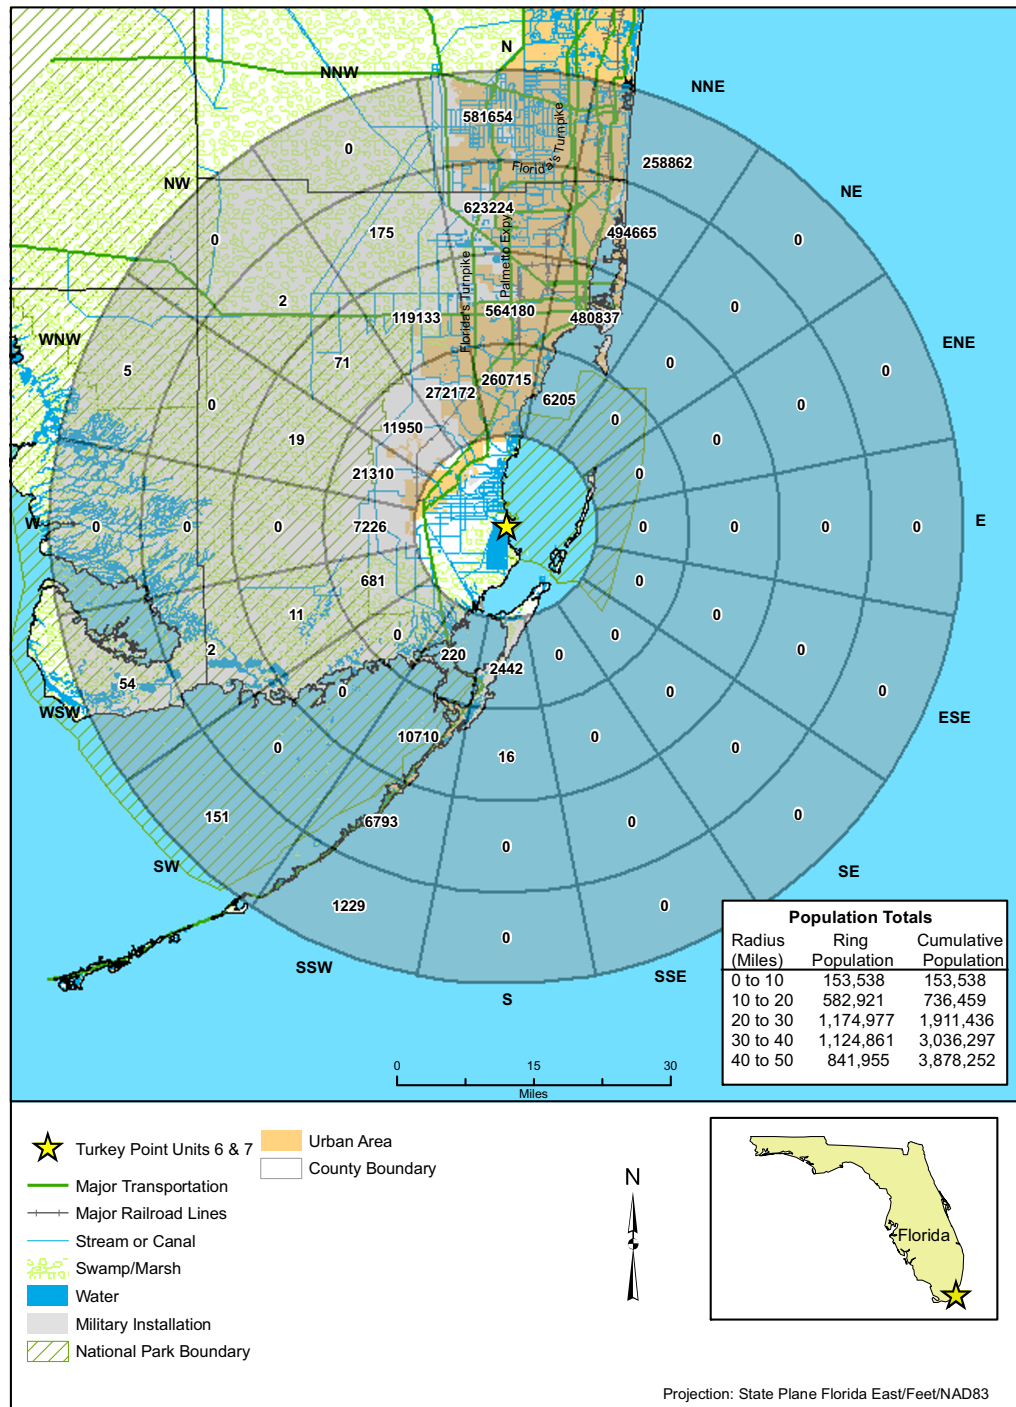 N
NNW
NNE
581654
0
Florida's Turnpike
Florida's Turnpike
258862
NW
NE
623224
175
494665
0
0
Palmetto Expy
Florida's Turnpike
2
0
119133
564180
480837
WNW
ENE
71
0
5
260715
0
272172
6205
0
0
0
11950
19
0
21310
0
W
0
0
0
7226
0
0
0
0
E
681
0
11
0
0
0
2
220
2442
0
0
54
0
0
0
WSW
ESE
10710
0
0
0
16
151
6793
0
0
0
SW
SE
1229
0
0
SSW
SSE
S
Population Totals
Radius (Miles) Ring Population Cumulative Population
0 to 10 153,538 153,538
10 to 20 582,921 736,459
20 to 30 1,174,977 1,911,436
30 to 40 1,124,861 3,036,297
40 to 50 841,955 3,878,252
0 15 30
Miles
Turkey Point Units 6 & 7
Major Transportation
Major Railroad Lines
Stream or Canal
Swamp/Marsh
Water
Military Installation
National Park Boundary
Urban Area
County Boundary
N
Florida
Projection: State Plane Florida East/Feet/NAD83